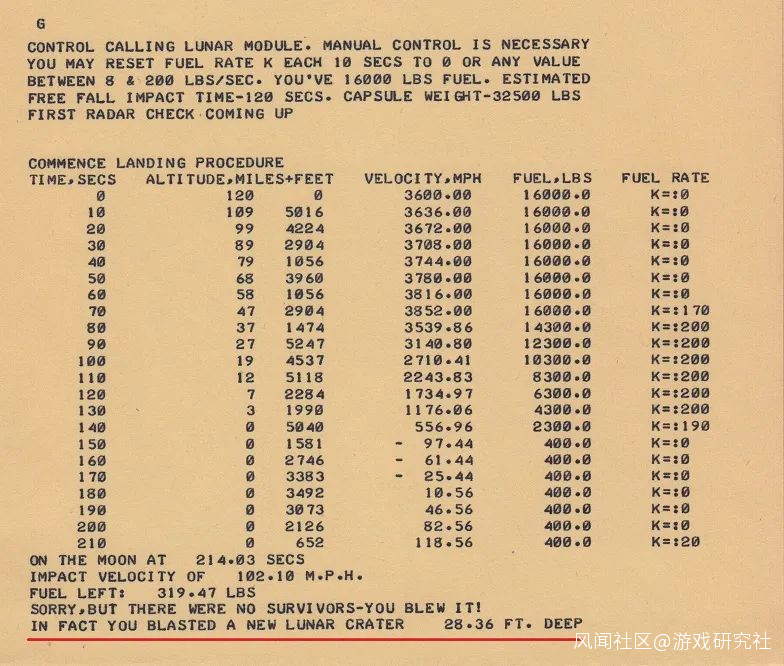 G
CONTROL CALLING LUNAR MODULE. MANUAL CONTROL IS NECESSARY
YOU MAY RESET FUEL RATE K EACH 10 SECS TO 0 OR ANY VALUE
BETWEEN 8 & 200 LBS/SEC. YOU'VE 16000 LBS FUEL. ESTIMATED
FREE FALL IMPACT TIME-120 SECS. CAPSULE WEIGHT-32500 LBS
FIRST RADAR CHECK COMING UP
COMMENCE LANDING PROCEDURE
TIME,SECS ALTITUDE,MILES+FEET VELOCITY,MPH FUEL,LBS FUEL RATE
0 120 0 3600.00 16000.0 K=:0
10 109 5016 3636.00 16000.0 K=:0
20 99 4224 3672.00 16000.0 K=:0
30 89 2904 3708.00 16000.0 K=:0
40 79 1056 3744.00 16000.0 K=:0
50 68 3960 3780.00 16000.0 K=:0
60 58 1056 3816.00 16000.0 K=:0
70 47 2904 3852.00 16000.0 K=:170
80 37 1474 3539.86 14300.0 K=:200
90 27 5247 3140.80 12300.0 K=:200
100 19 4537 2710.41 10300.0 K=:200
110 12 5118 2243.83 8300.0 K=:200
120 7 2284 1734.97 6300.0 K=:200
130 3 1990 1176.06 4300.0 K=:200
140 0 5040 556.96 2300.0 K=:190
150 0 1581 - 97.44 400.0 K=:0
160 0 2746 - 61.44 400.0 K=:0
170 0 3383 - 25.44 400.0 K=:0
180 0 3492 10.56 400.0 K=:0
190 0 3073 46.56 400.0 K=:0
200 0 2126 82.56 400.0 K=:0
210 0 652 118.56 400.0 K=:20
ON THE MOON AT 214.03 SECS
IMPACT VELOCITY OF 102.10 M.P.H.
FUEL LEFT: 319.47 LBS
SORRY,BUT THERE WERE NO SURVIVORS-YOU BLEW IT!
IN FACT YOU BLASTED A NEW LUNAR CRATER 28.36 FT. DEEP
风闻社区@游戏研究社